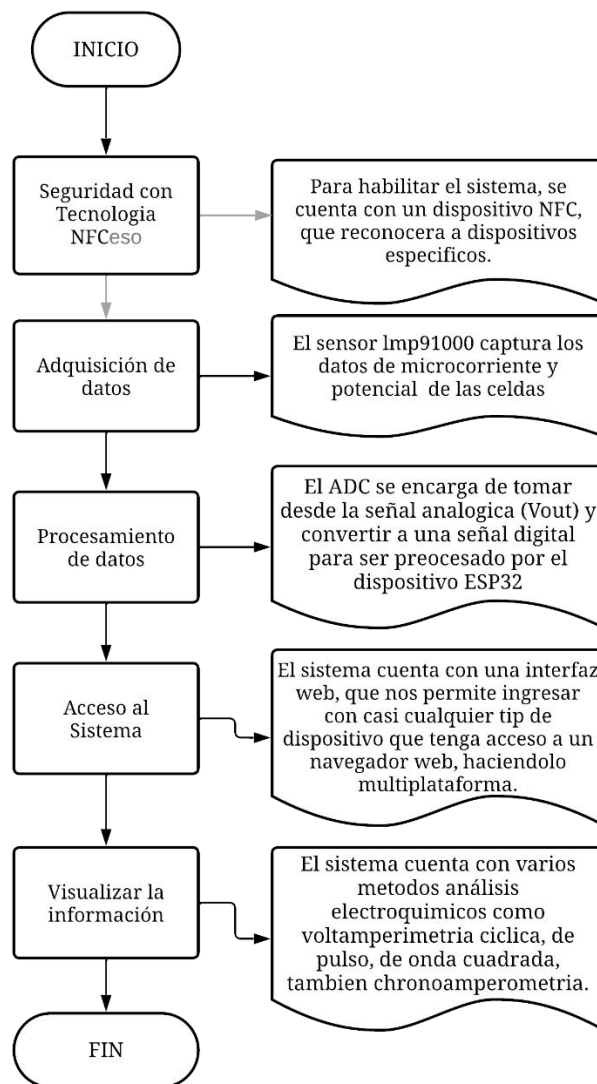 INICIO
Seguridad con
Tecnologia
NFCeso
Para habilitar el sistema, se
cuenta con un dispositivo NFC,
que reconocera a dispositivos
especificos.
Adquisición de
datos
El sensor lmp91000 captura los
datos de microcorriente y
potencial de las celdas
Procesamiento
de datos
El ADC se encarga de tomar
desde la señal analogica (Vout) y
convertir a una señal digital
para ser preocesado por el
dispositivo ESP32
Acceso al
Sistema
El sistema cuenta con una interfaz
web, que nos permite ingresar
con casi cualquier tip de
dispositivo que tenga acceso a un
navegador web, haciendolo
multiplataforma.
Visualizar la
información
El sistema cuenta con varios
metodos análisis
electroquimicos como
voltamperimetria ciclica, de
pulso, de onda cuadrada,
tambien chronoamperometria.
FIN